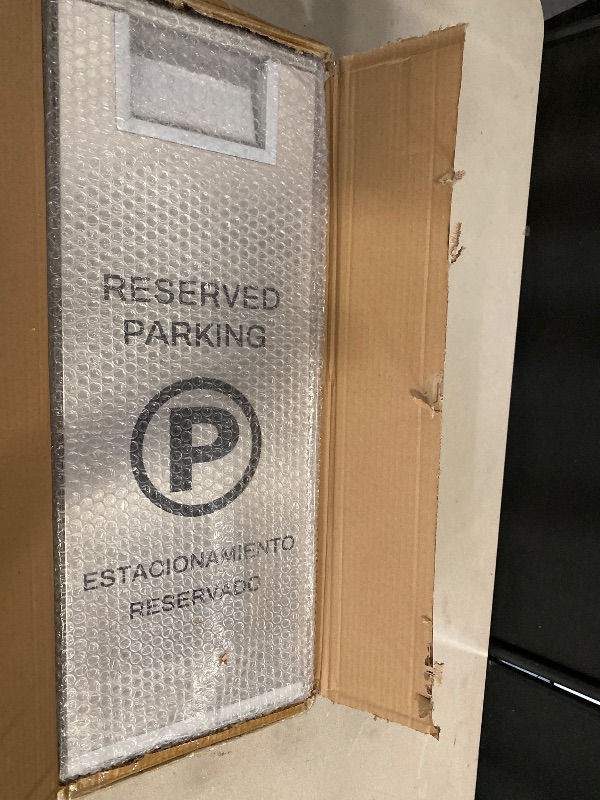 RESERVED
PARKING
P
ESTACIONAMIENTO
RESERVADO